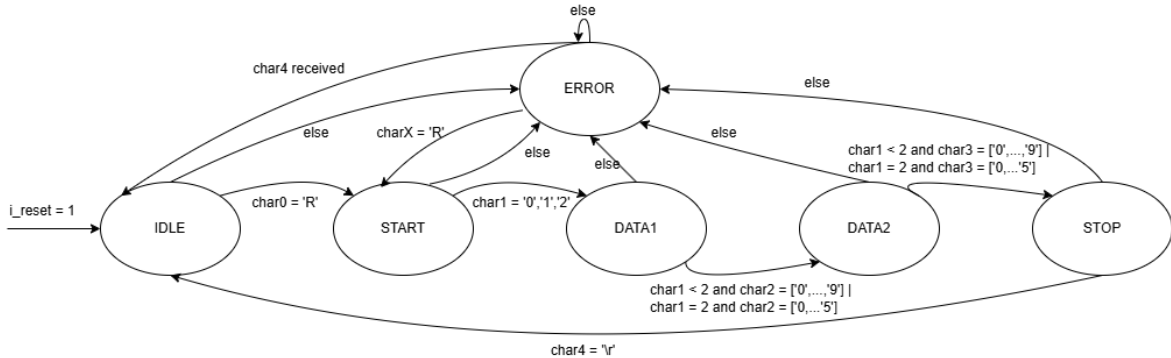 else
char4 received
ERROR
else
else
charX = 'R'
else
else
else
char1 < 2 and char3 = ['0',...,'9'] |
char1 = 2 and char3 = ['0,...'5']
i_reset = 1
IDLE
char0 = 'R'
START
char1 = '0','1','2'
DATA1
DATA2
STOP
char1 < 2 and char2 = ['0',...,'9'] |
char1 = 2 and char2 = ['0,...'5']
char4 = '\r'